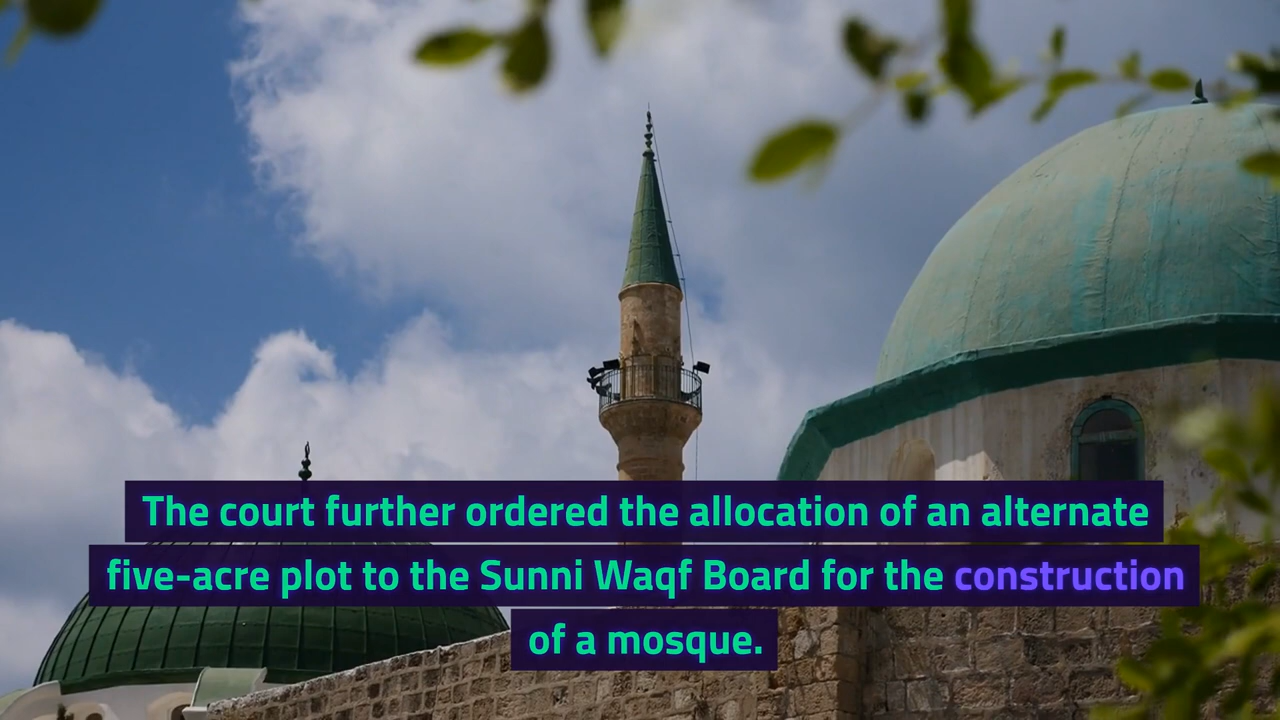 The court further ordered the allocation of an alternate
five-acre plot to the Sunni Waqf Board for the construction
of a mosque.